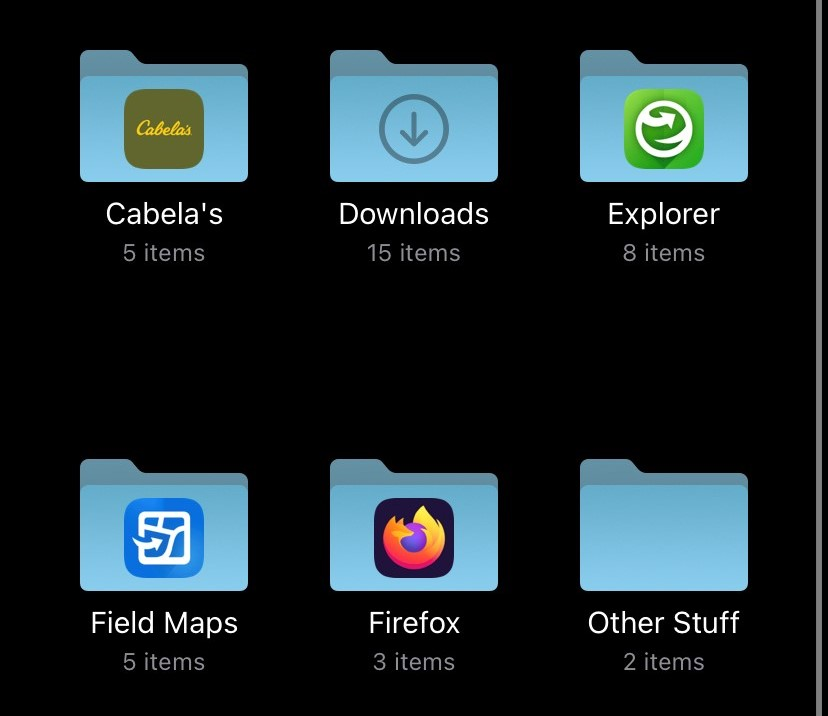 Cabela's
Cabela's
5 items
Downloads
15 items
Explorer
8 items
Field Maps
5 items
Firefox
3 items
Other Stuff
2 items